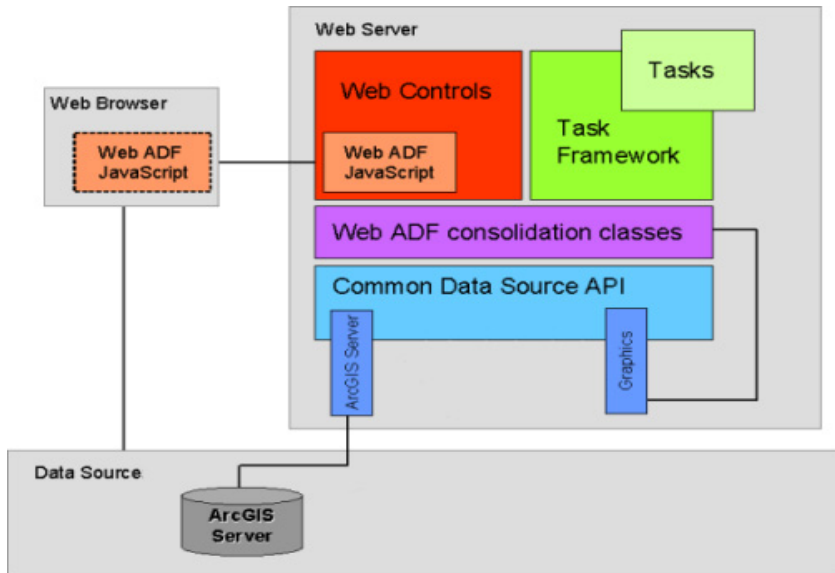 Web Server
Web Controls
Tasks
Web Browser
Web ADF
JavaScript
Web ADF
JavaScript
Task
Framework
Web ADF consolidation classes
Common Data Source API
ArcGIS Server
Graphics
Data Source
ArcGIS
Server